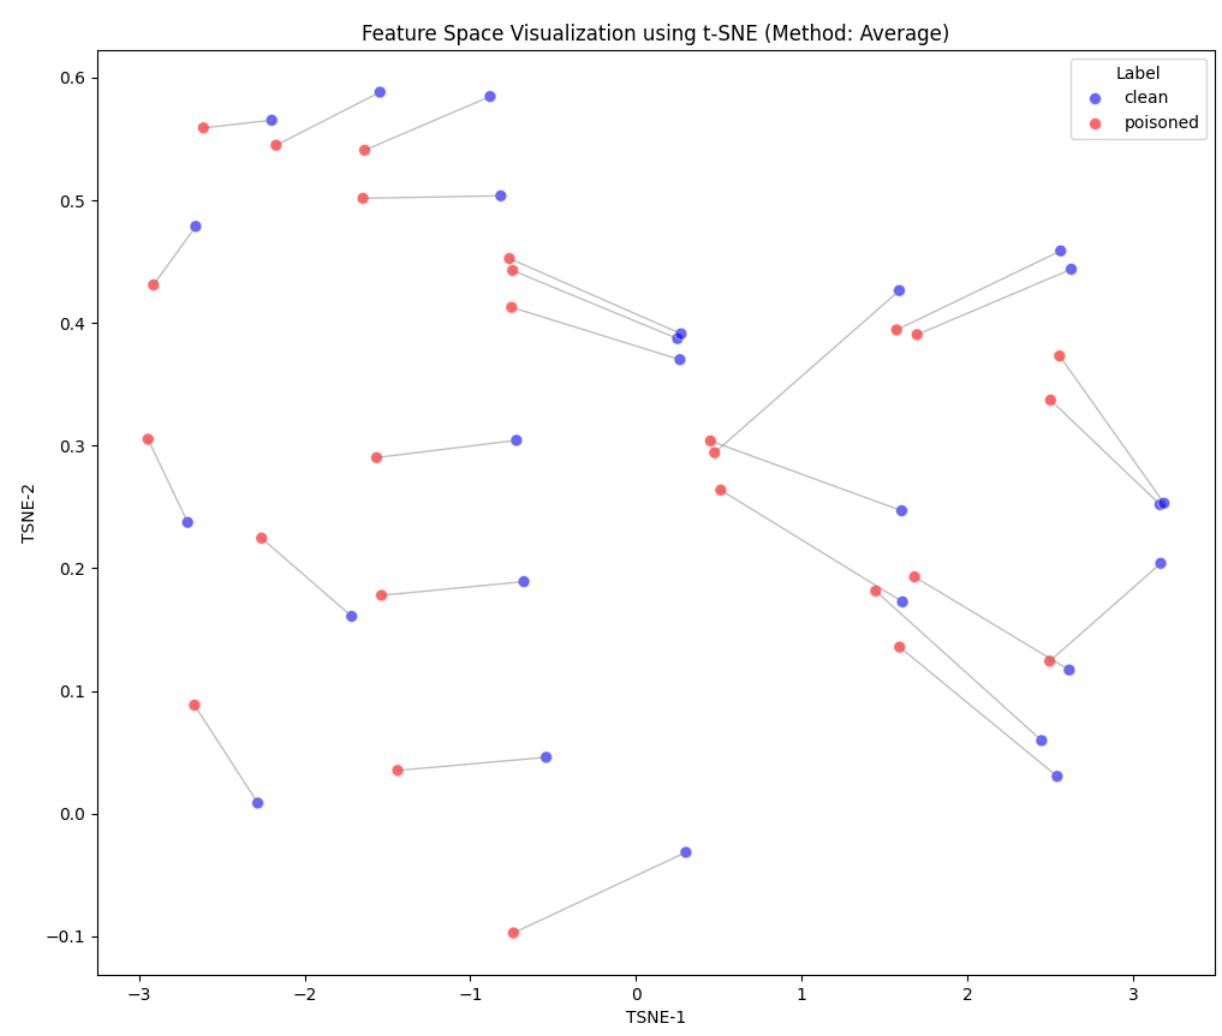 Feature Space Visualization using t-SNE (Method: Average)
Label
clean
poisoned
0.6
0.5
0.4
0.3
0.2
0.1
0.0
−0.1
TSNE-2
−3
−2
−1
0
1
2
3
TSNE-1